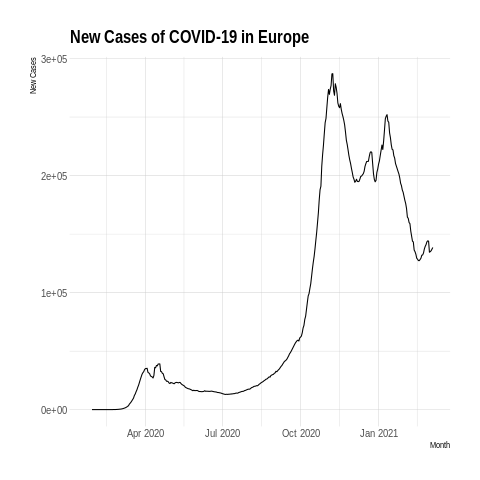 New Cases of COVID-19 in Europe
New Cases
3e+05
2e+05
1e+05
0e+00
Apr 2020 Jul 2020 Oct 2020 Jan 2021
Month